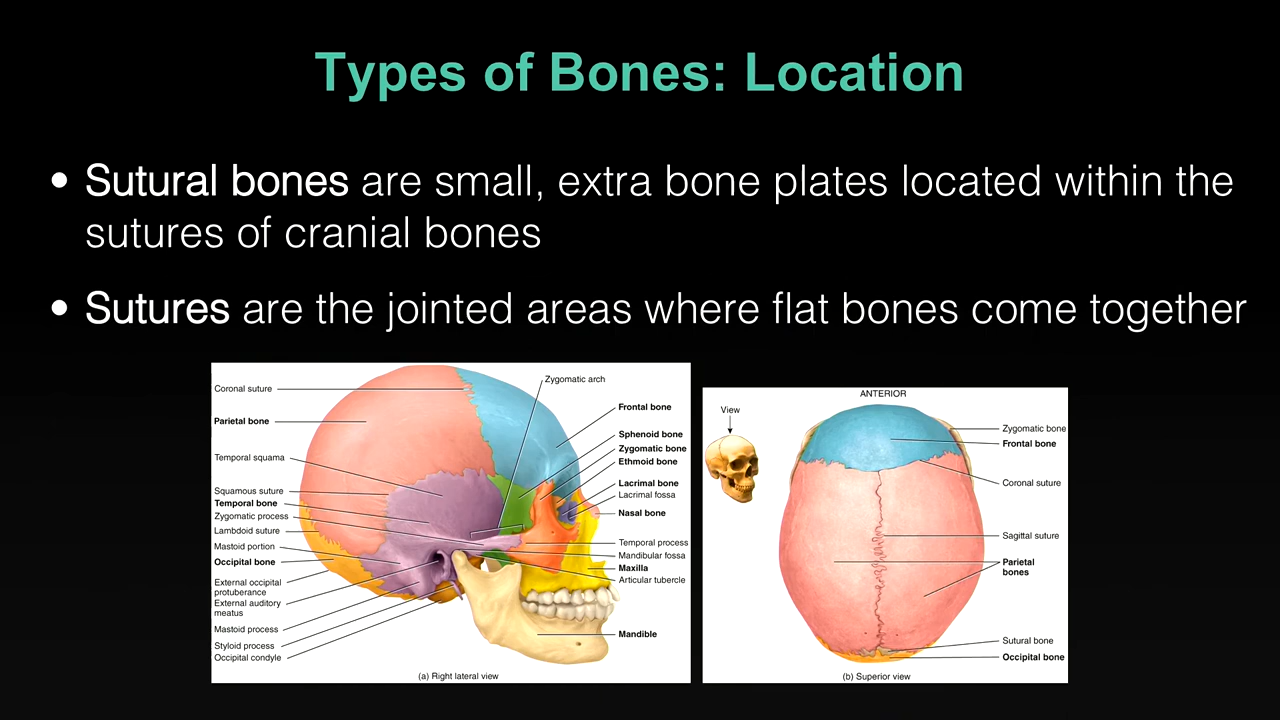 Types of Bones: Location
• Sutural bones are small, extra bone plates located within the
sutures of cranial bones
• Sutures are the jointed areas where flat bones come together
Coronal suture
Parietal bone
Temporal squama
Squamous suture
Temporal bone
Zygomatic process
Lambdoid suture
Mastoid portion
Occipital bone
External occipital
protuberance
External auditory
meatus
Mastoid process
Styloid process
Occipital condyle
Zygomatic arch
Frontal bone
Sphenoid bone
Zygomatic bone
Ethmoid bone
Lacrimal bone
Lacrimal fossa
Nasal bone
Temporal process
Mandibular fossa
Maxilla
Articular tubercle
Mandible
(a) Right lateral view
ANTERIOR
View
Zygomatic bone
Frontal bone
Coronal suture
Sagittal suture
Parietal
bones
Sutural bone
Occipital bone
(b) Superior view